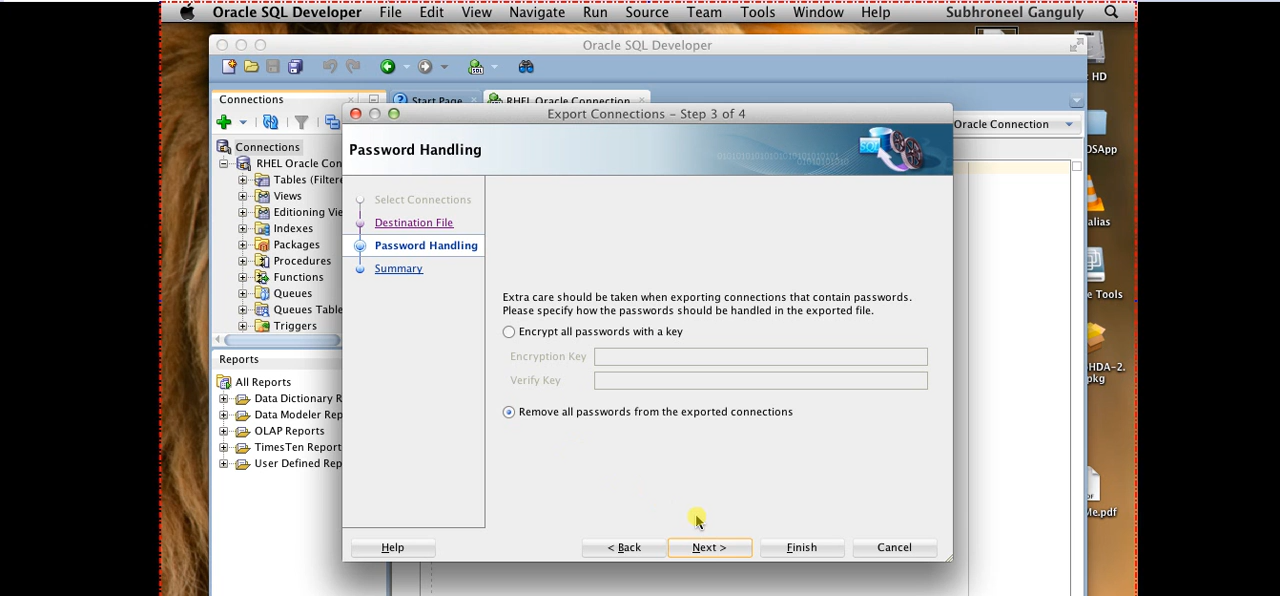 Oracle SQL Developer File Edit View Navigate Run Source Team Tools Window Help Subhroneel Ganguly
Oracle SQL Developer
HD
Connections
Start Page
RHEL Oracle Connection
Export Connections - Step 3 of 4
Oracle Connection
Password Handling
0101010101010101010101
Connections
RHEL Oracle Con
Tables (Filtere
Views
Editioning Vie
Indexes
Packages
Procedures
Functions
Queues
Queues Table
Triggers
Select Connections
Destination File
Password Handling
Summary
Extra care should be taken when exporting connections that contain passwords.
Please specify how the passwords should be handled in the exported file.
Encrypt all passwords with a key
Encryption Key
Verify Key
Remove all passwords from the exported connections
Reports
All Reports
Data Dictionary R
Data Modeler Rep
OLAP Reports
TimesTen Report
User Defined Rep
OSApp
alias
e Tools
HDA-2.
pkg
Me.pdf
Help
< Back
Next >
Finish
Cancel